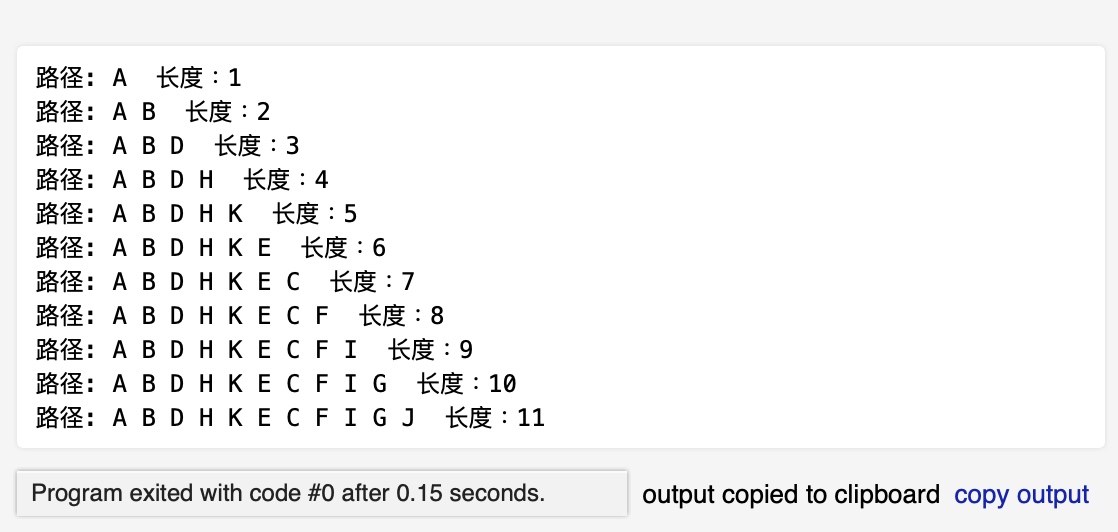 路径: A  长度：1
路径: A B  长度：2
路径: A B D  长度：3
路径: A B D H  长度：4
路径: A B D H K  长度：5
路径: A B D H K E  长度：6
路径: A B D H K E C  长度：7
路径: A B D H K E C F  长度：8
路径: A B D H K E C F I  长度：9
路径: A B D H K E C F I G  长度：10
路径: A B D H K E C F I G J  长度：11
Program exited with code #0 after 0.15 seconds. output copied to clipboard copy output